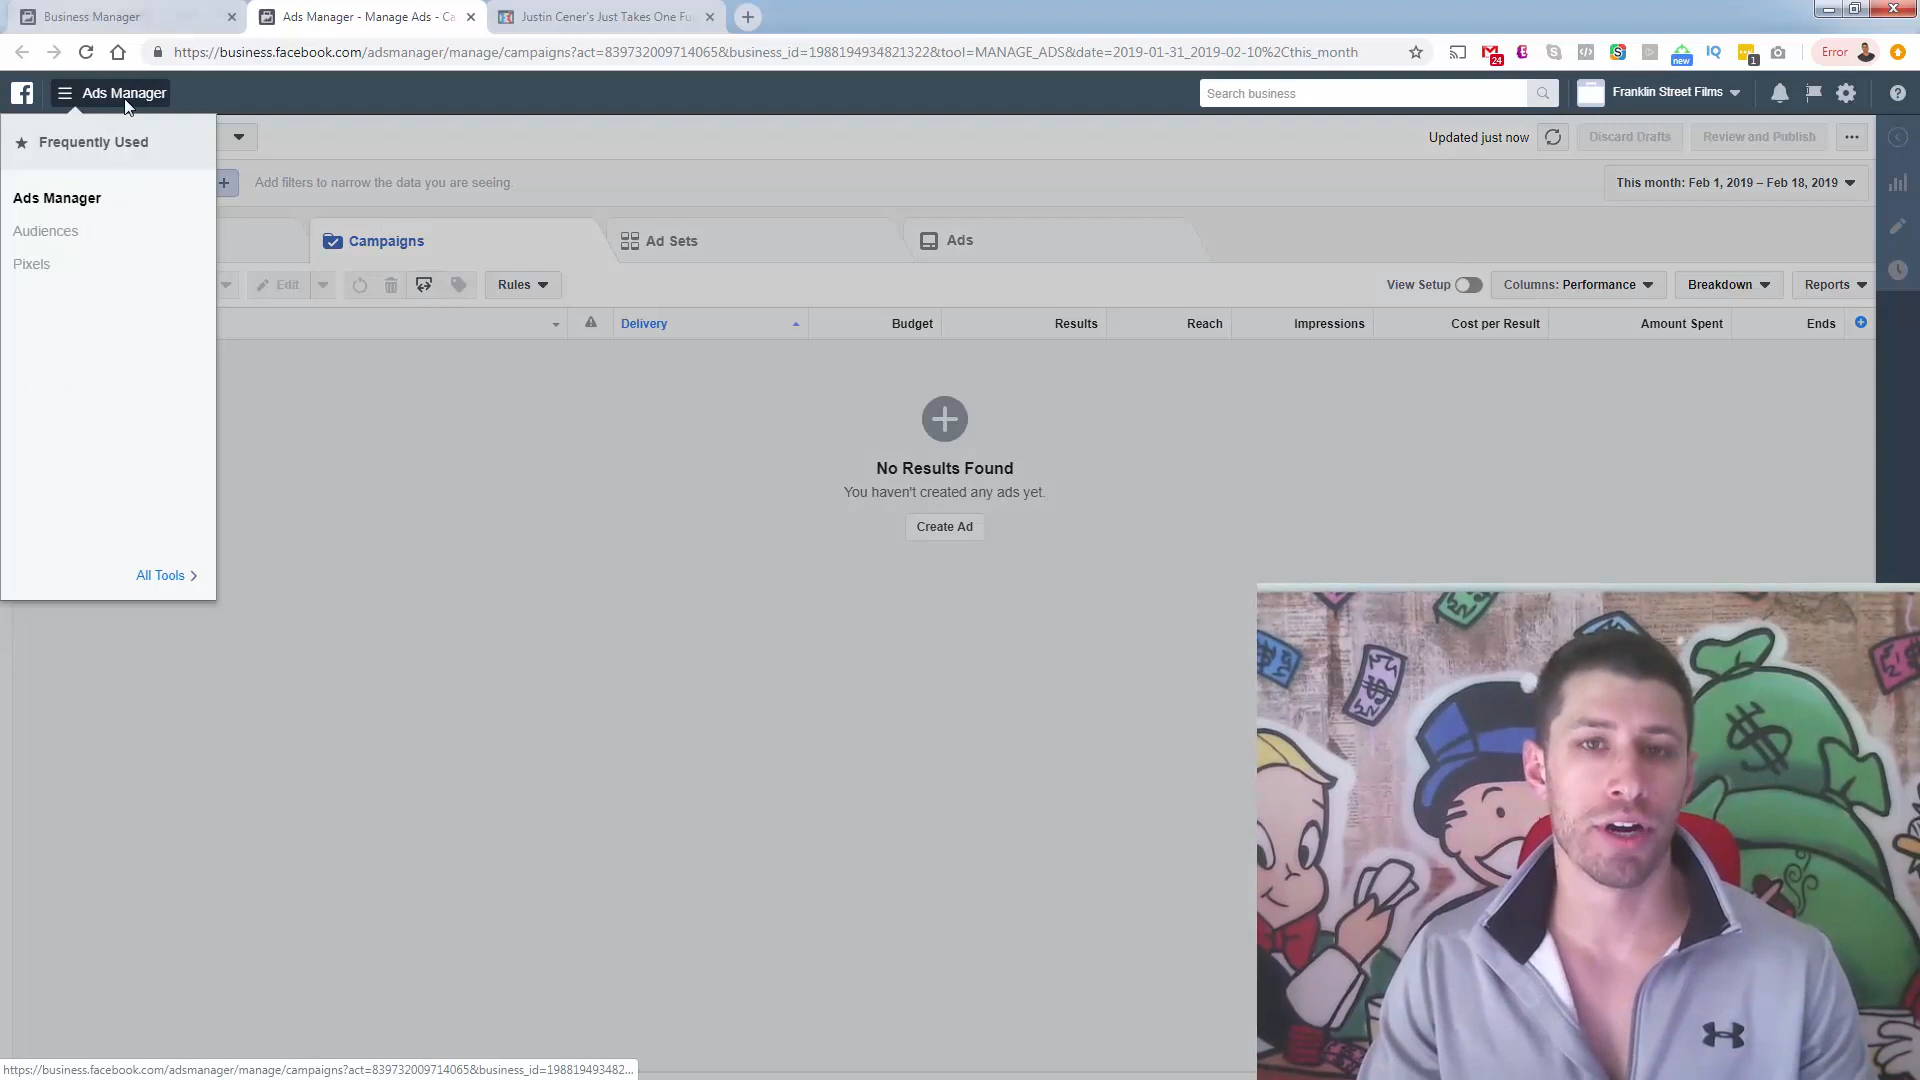 Business Manager
Ads Manager - Manage Ads - Ca
Justin Cener's Just Takes One Fu
https://business.facebook.com/adsmanager/manage/campaigns?act=839732009714065&business_id=1988194934821322&tool=MANAGE_ADS&date=2019-01-31_2019-02-10%2Cthis_month
24
new
IQ
1
Error
Ads Manager
Search business
Franklin Street Films
Frequently Used
Ads Manager
Audiences
Pixels
All Tools
Updated just now
Discard Drafts
Review and Publish
Add filters to narrow the data you are seeing.
This month: Feb 1, 2019 – Feb 18, 2019
Campaigns
Ad Sets
Ads
Edit
Rules
View Setup
Columns: Performance
Breakdown
Reports
Delivery
Budget
Results
Reach
Impressions
Cost per Result
Amount Spent
Ends
No Results Found
You haven't created any ads yet.
Create Ad
https://business.facebook.com/adsmanager/manage/campaigns?act=839732009714065&business_id=198819493482...